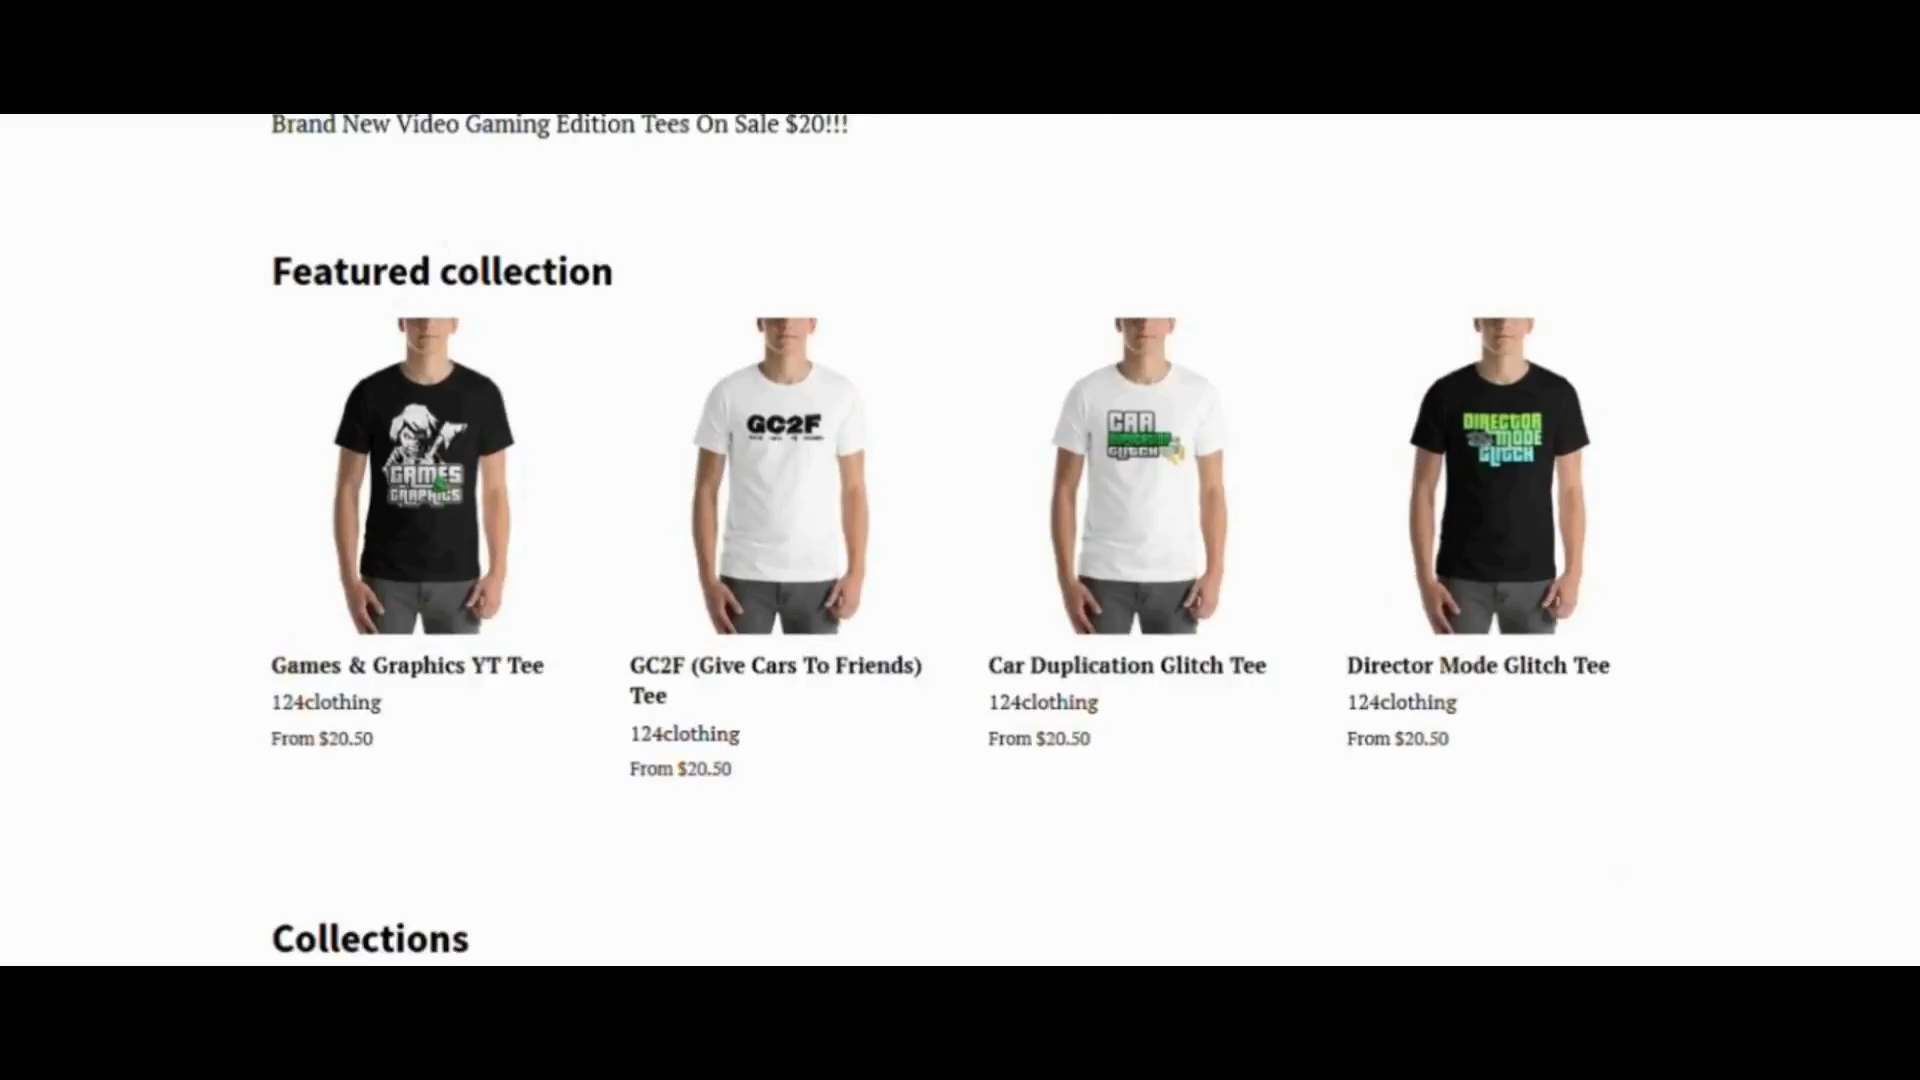 Brand New Video Gaming Edition Tees On Sale $20!!!
Featured collection
GAMES
GRAPHICS
GC2F
CAR
DUPLICATION
GLITCH
DIRECTOR
MODE
GLITCH
Games & Graphics YT Tee
124clothing
From $20.50
GC2F (Give Cars To Friends)
Tee
124clothing
From $20.50
Car Duplication Glitch Tee
124clothing
From $20.50
Director Mode Glitch Tee
124clothing
From $20.50
Collections